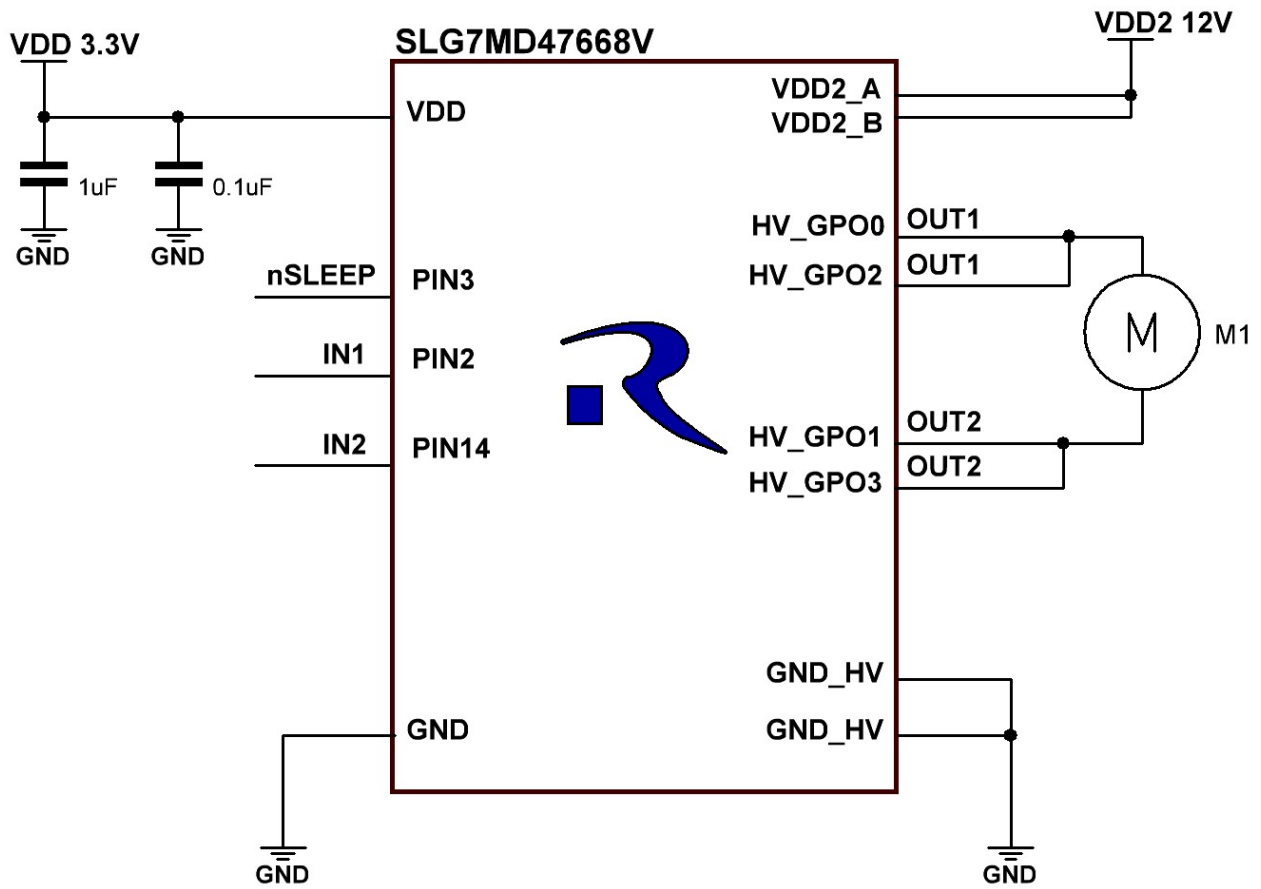 SLG7MD47668V
VDD2 12V
VDD 3.3V
VDD
VDD2_A
VDD2_B
1uF
0.1uF
GND
GND
HV_GPO0
OUT1
HV_GPO2
OUT1
nSLEEP
PIN3
IN1
PIN2
M
M1
IN2
PIN14
HV_GPO1
OUT2
HV_GPO3
OUT2
GND_HV
GND
GND_HV
GND
GND